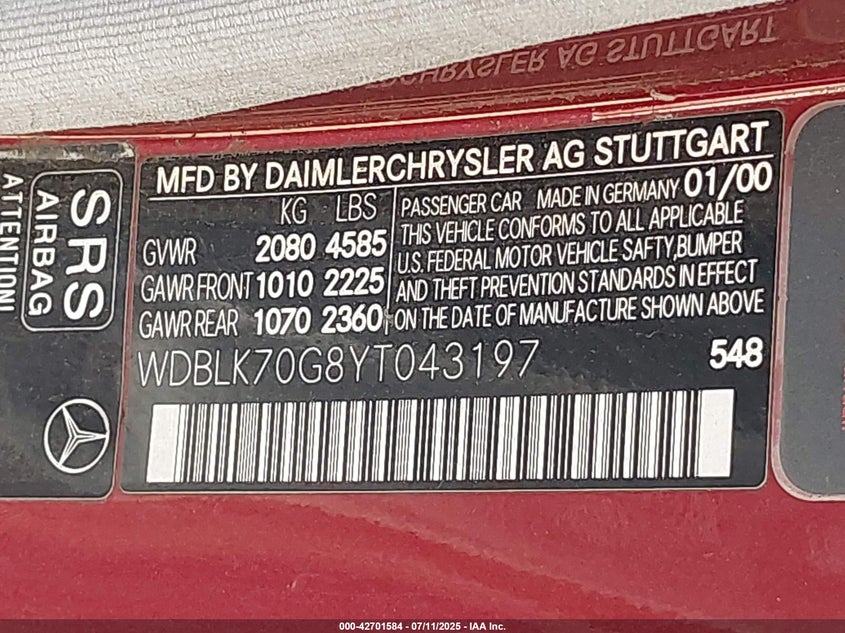 DCHRYSLER AG STUTTGART
ATTENTION!
SRS
AIRBAG
MFD BY DAIMLERCHRYSLER AG STUTTGART
KG LBS
GVWR 2080 4585
GAWR FRONT 1010 2225
GAWR REAR 1070 2360
PASSENGER CAR MADE IN GERMANY 01/00
THIS VEHICLE CONFORMS TO ALL APPLICABLE
U.S. FEDERAL MOTOR VEHICLE SAFTY,BUMPER
AND THEFT PREVENTION STANDARDS IN EFFECT
ON THE DATE OF MANUFACTURE SHOWN ABOVE
WDBLK70G8YT043197 548
000-42701584 - 07/11/2025 - IAA Inc.